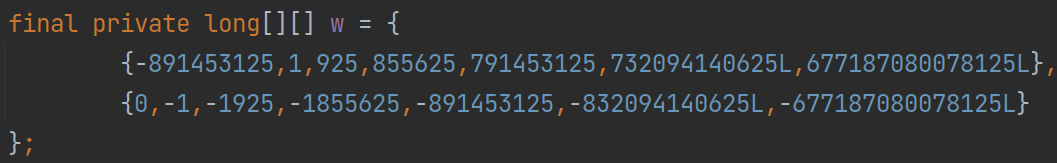 final private long[][] w = {
{-891453125,1,925,855625,791453125,732094140625L,677187080078125L},
{0,-1,-1925,-1855625,-891453125,-832094140625L,-677187080078125L}
};